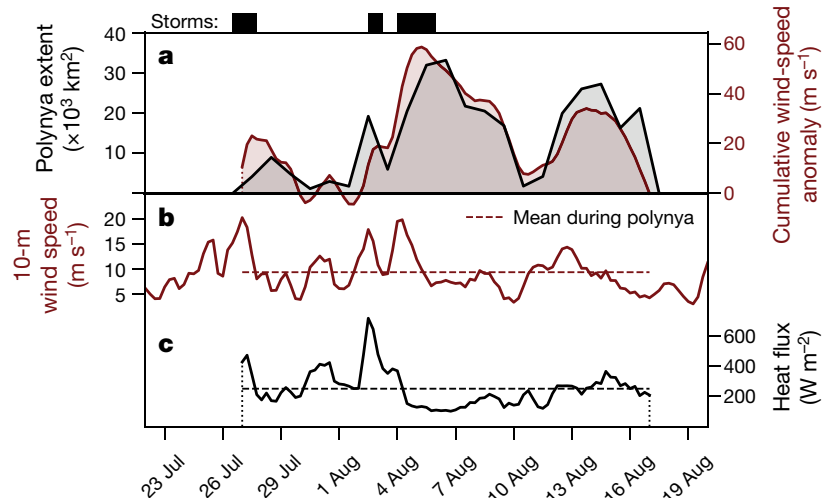 Storms:
a
40
30
20
10
Polynya extent
(×10³ km²)
60
40
20
0
Cumulative wind-speed
anomaly (m s⁻¹)
b
20
15
10
5
10-m
wind speed
(m s⁻¹)
Mean during polynya
c
600
400
200
Heat flux
(W m⁻²)
23 Jul
26 Jul
29 Jul
1 Aug
4 Aug
7 Aug
10 Aug
13 Aug
16 Aug
19 Aug